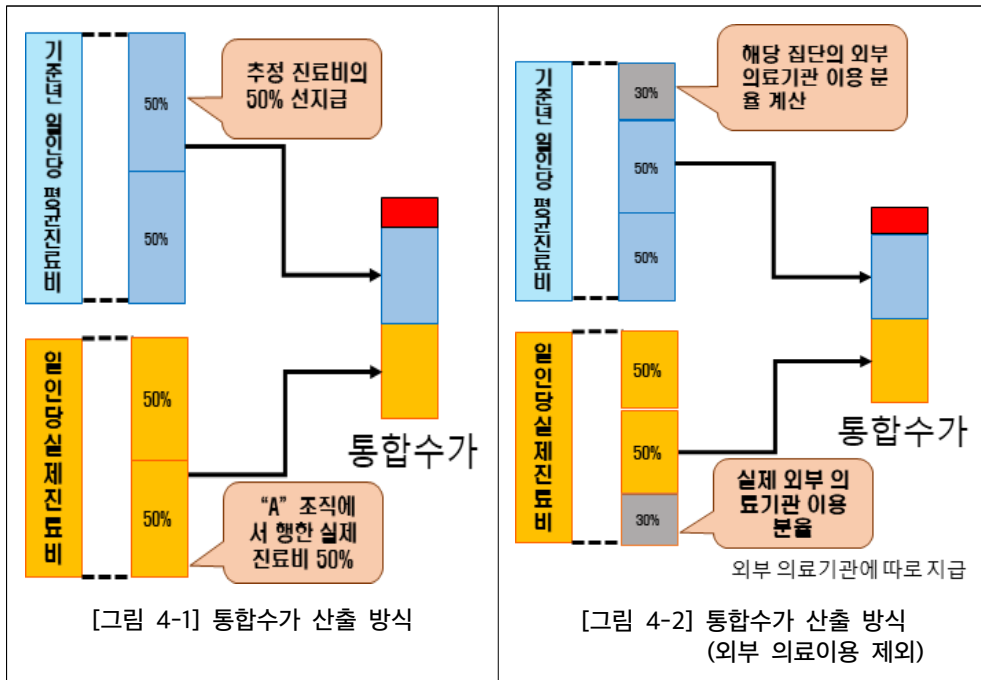 기준년 일인당 평균진료비
50%
50%
추정 진료비의
50% 선지급
일인당실제진료비
50%
50%
“A” 조직에
서 행한 실제
진료비 50%
통합수가
[그림 4-1] 통합수가 산출 방식
기준년 일인당 평균진료비
30%
50%
50%
해당 집단의 외부
의료기관 이용 분
율 계산
일인당실제진료비
50%
50%
30%
실제 외부 의
료기관 이용
분율
통합수가
외부 의료기관에 따로 지급
[그림 4-2] 통합수가 산출 방식
(외부 의료이용 제외)